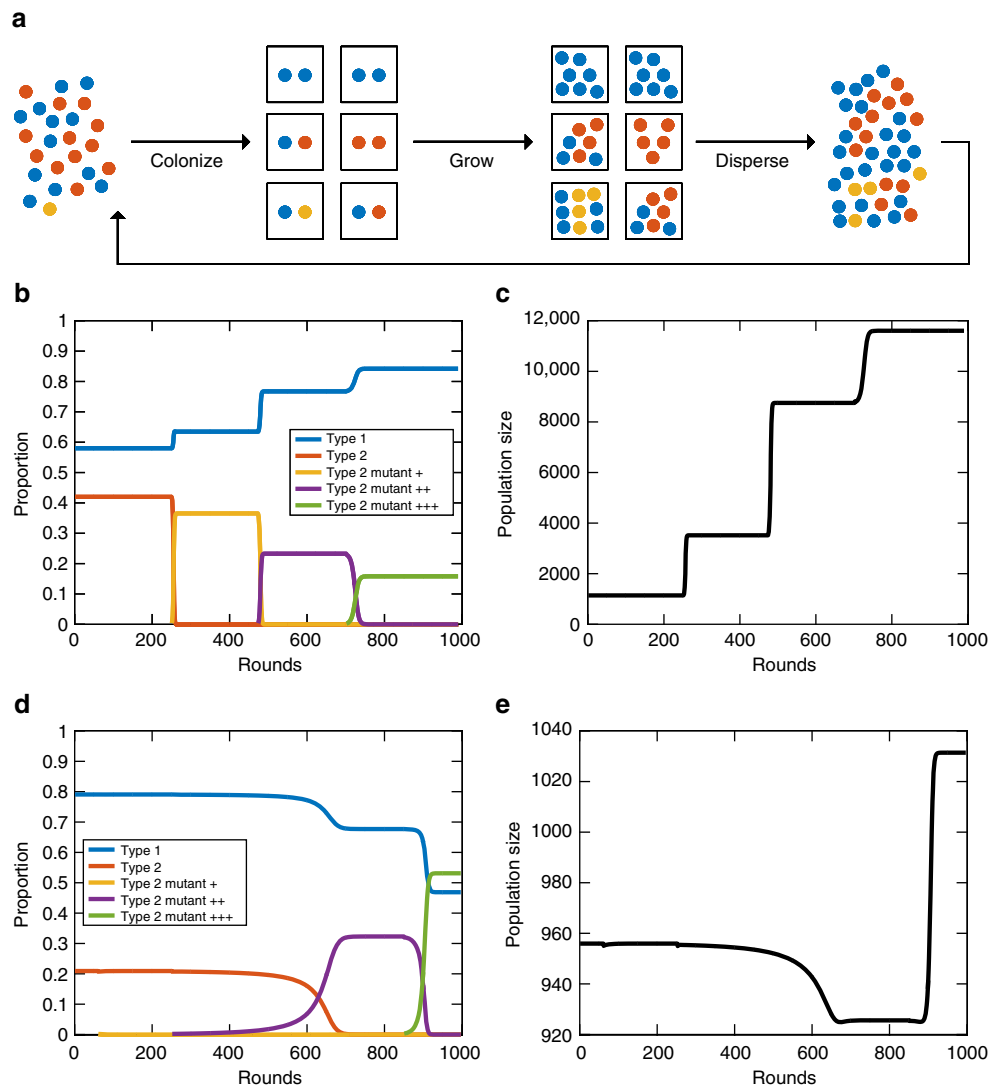 a
Colonize
Grow
Disperse
b
Proportion
1
0.9
0.8
0.7
0.6
0.5
0.4
0.3
0.2
0.1
0
0 200 400 600 800 1000
Rounds
Type 1
Type 2
Type 2 mutant +
Type 2 mutant ++
Type 2 mutant +++
c
Population size
12,000
10,000
8000
6000
4000
2000
0
0 200 400 600 800 1000
Rounds
d
Proportion
1
0.9
0.8
0.7
0.6
0.5
0.4
0.3
0.2
0.1
0
0 200 400 600 800 1000
Rounds
Type 1
Type 2
Type 2 mutant +
Type 2 mutant ++
Type 2 mutant +++
e
Population size
1040
1020
1000
980
960
940
920
0 200 400 600 800 1000
Rounds